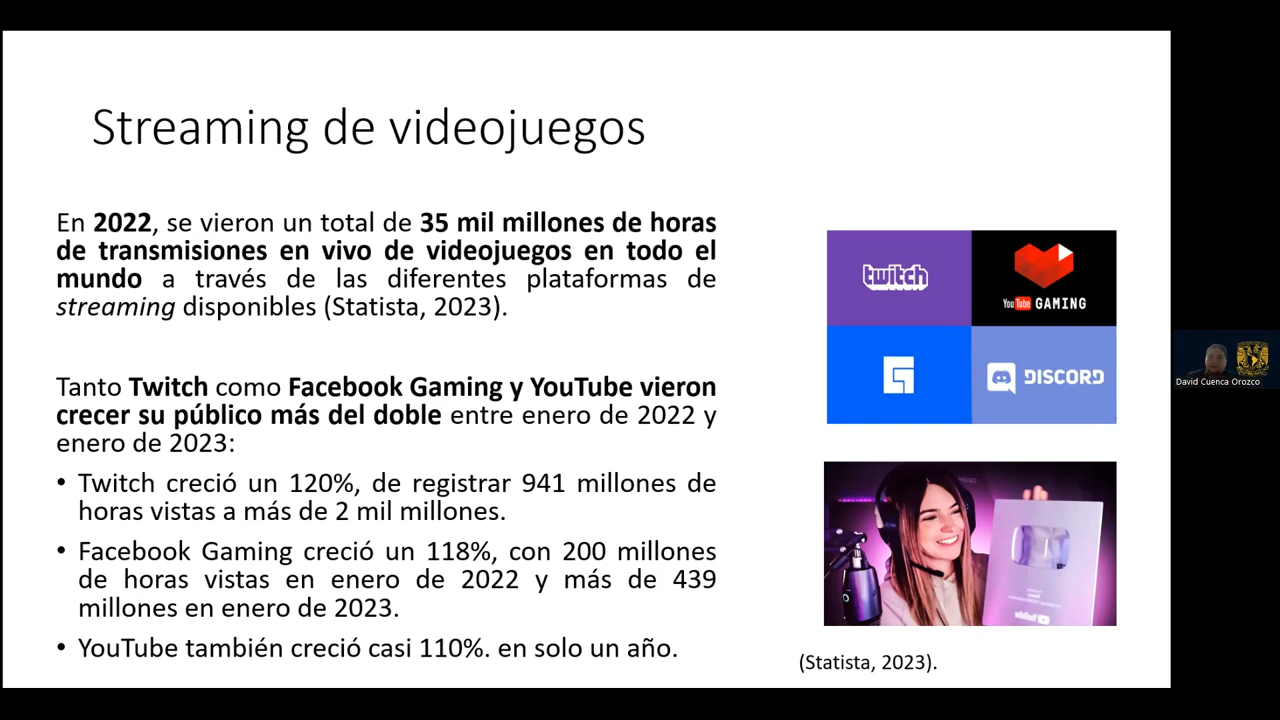 Streaming de videojuegos
En 2022, se vieron un total de 35 mil millones de horas
de transmisiones en vivo de videojuegos en todo el
mundo a través de las diferentes plataformas de
streaming disponibles (Statista, 2023).
Tanto Twitch como Facebook Gaming y YouTube vieron
crecer su público más del doble entre enero de 2022 y
enero de 2023:
• Twitch creció un 120%, de registrar 941 millones de
horas vistas a más de 2 mil millones.
• Facebook Gaming creció un 118%, con 200 millones
de horas vistas en enero de 2022 y más de 439
millones en enero de 2023.
• YouTube también creció casi 110%. en solo un año.
twitch
YouTube GAMING
DISCORD
(Statista, 2023).
David Cuenca Orozco